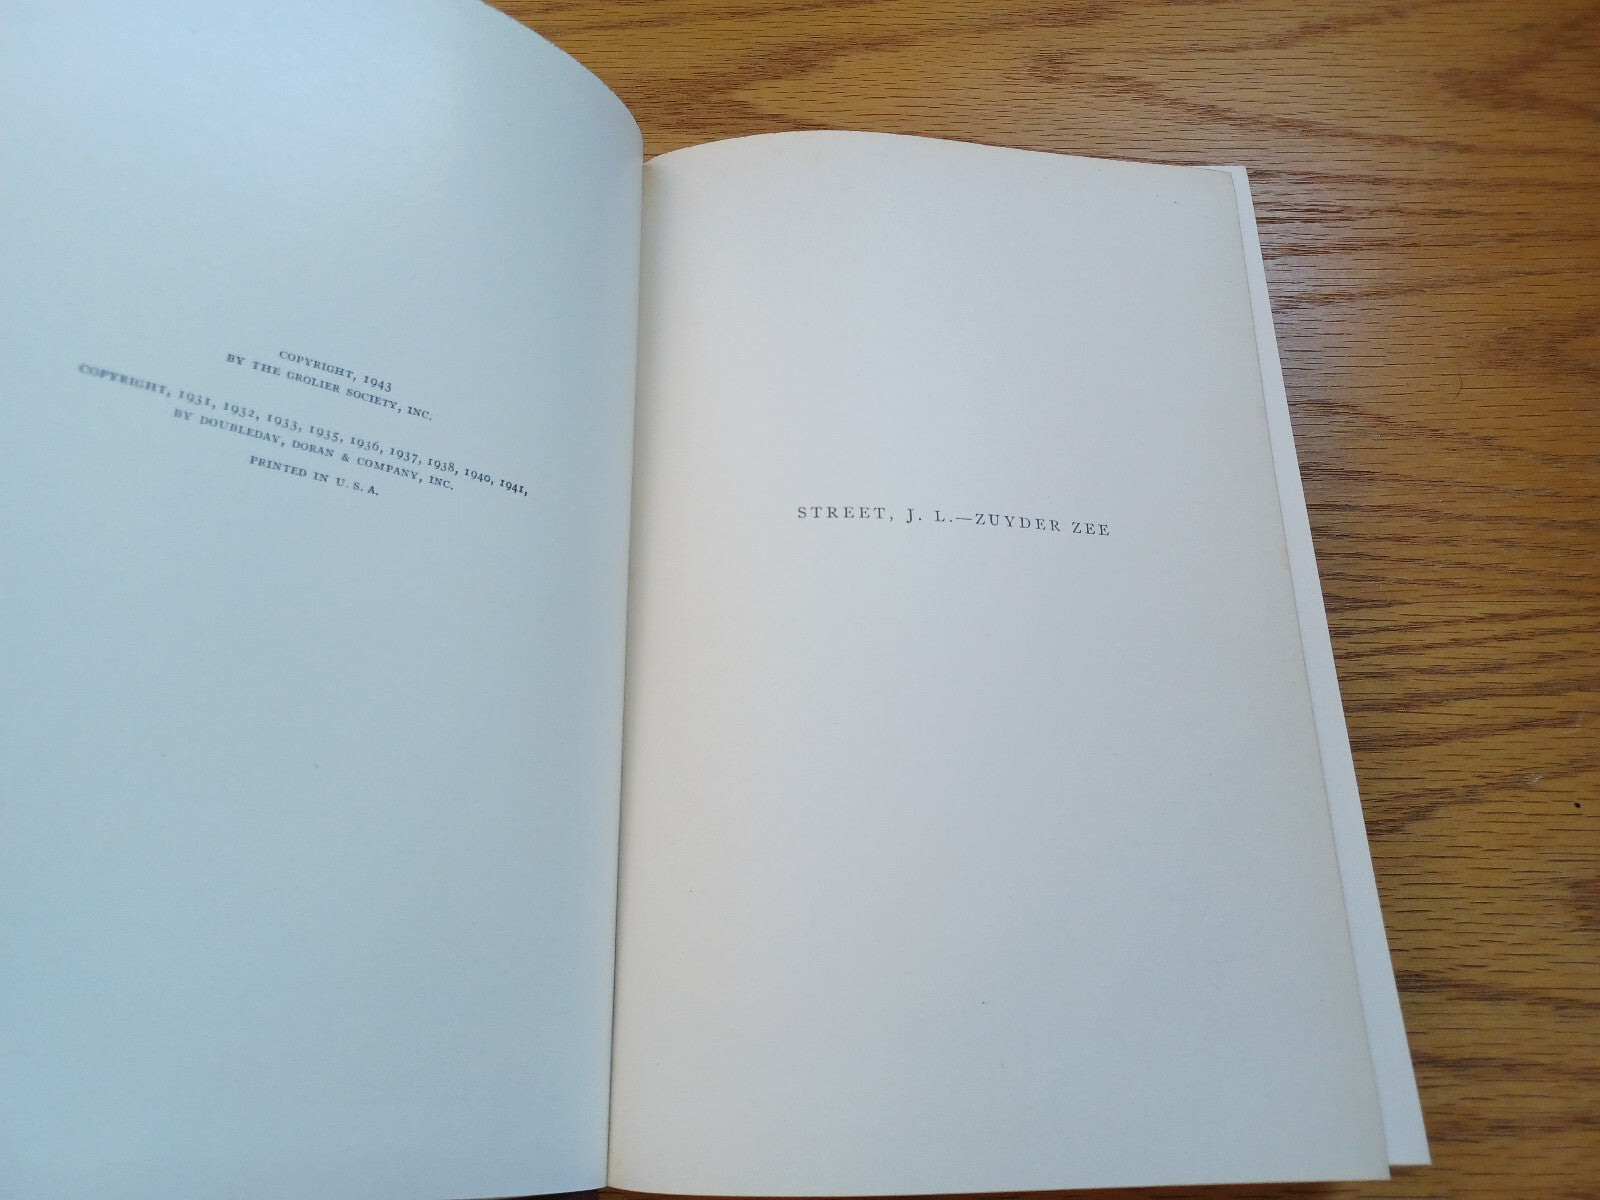 COPYRIGHT, 1943
BY THE GROLIER SOCIETY, INC.
COPYRIGHT, 1931, 1932, 1933, 1935, 1936, 1937, 1938, 1940, 1941,
BY DOUBLEDAY, DORAN & COMPANY, INC.
PRINTED IN U. S. A.
STREET, J. L.—ZUYDER ZEE